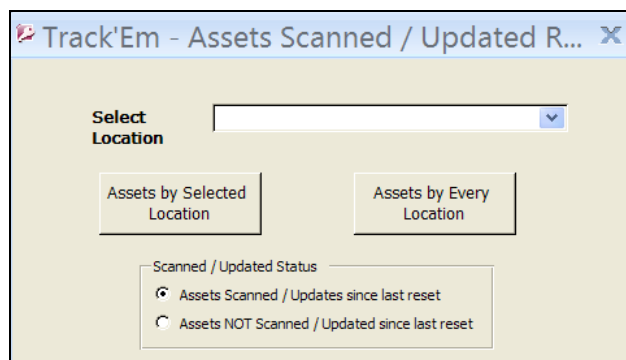 Track'Em - Assets Scanned / Updated R...
Select
Location
Assets by Selected
Location
Assets by Every
Location
Scanned / Updated Status
Assets Scanned / Updates since last reset
Assets NOT Scanned / Updated since last reset